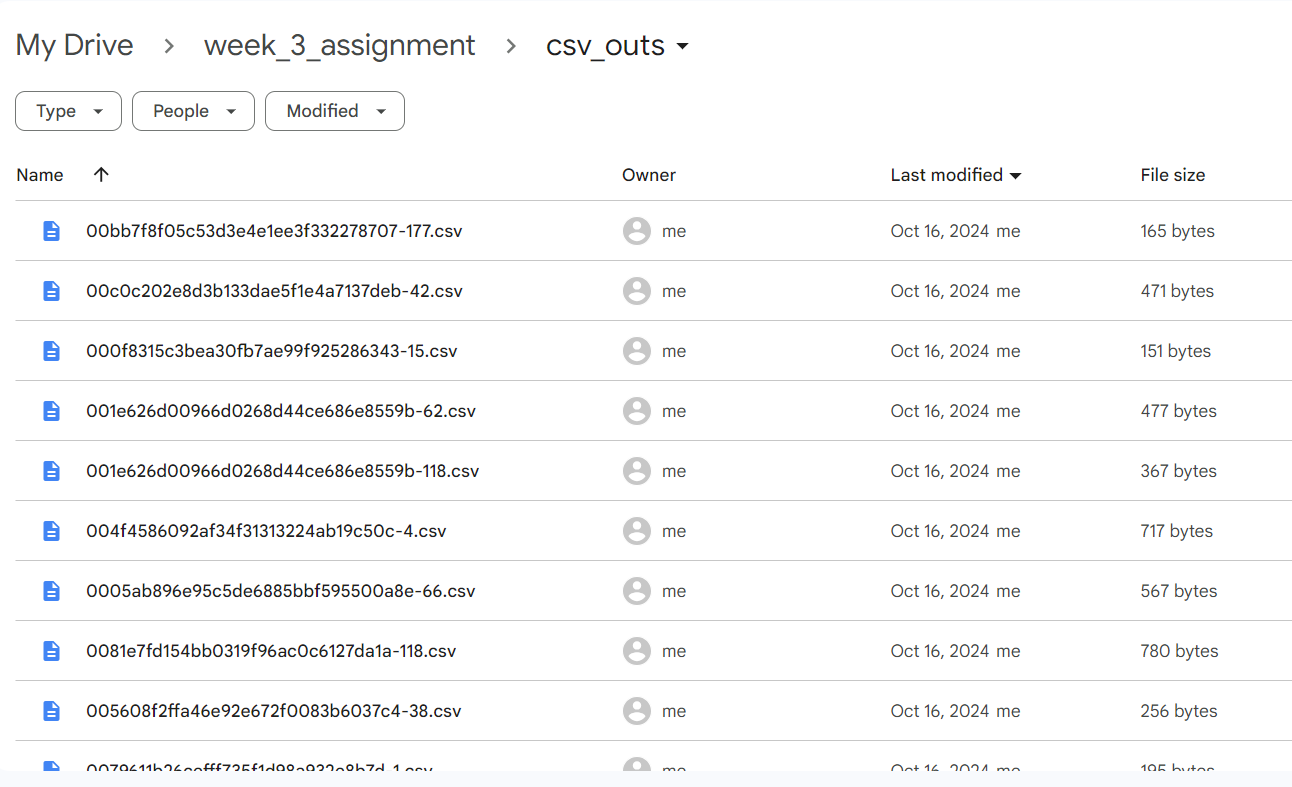 My Drive > week_3_assignment > csv_outs
Type People Modified
Name Owner Last modified File size
00bb7f8f05c53d3e4e1ee3f332278707-177.csv me Oct 16, 2024 me 165 bytes
00c0c202e8d3b133dae5f1e4a7137deb-42.csv me Oct 16, 2024 me 471 bytes
000f8315c3bea30fb7ae99f925286343-15.csv me Oct 16, 2024 me 151 bytes
001e626d00966d0268d44ce686e8559b-62.csv me Oct 16, 2024 me 477 bytes
001e626d00966d0268d44ce686e8559b-118.csv me Oct 16, 2024 me 367 bytes
004f4586092af34f31313224ab19c50c-4.csv me Oct 16, 2024 me 717 bytes
0005ab896e95c5de6885bbf595500a8e-66.csv me Oct 16, 2024 me 567 bytes
0081e7fd154bb0319f96ac0c6127da1a-118.csv me Oct 16, 2024 me 780 bytes
005608f2ffa46e92e672f0083b6037c4-38.csv me Oct 16, 2024 me 256 bytes
me Oct 16, 2024 me 195 bytes